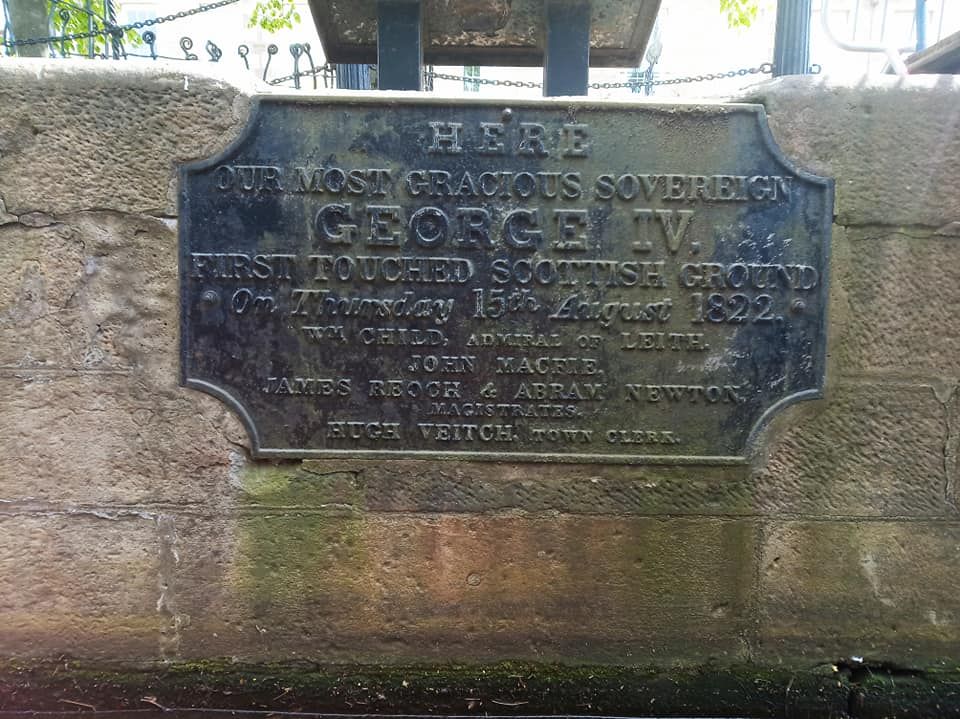 HERE
OUR MOST GRACIOUS SOVEREIGN
GEORGE IV,
FIRST TOUCHED SCOTTISH GROUND
On Thursday 15th August 1822.
WM. CHILD, ADMIRAL OF LEITH.
JOHN MACFIE,
JAMES REOCH & ABRAM NEWTON,
MAGISTRATES.
HUGH VEITCH, TOWN CLERK.